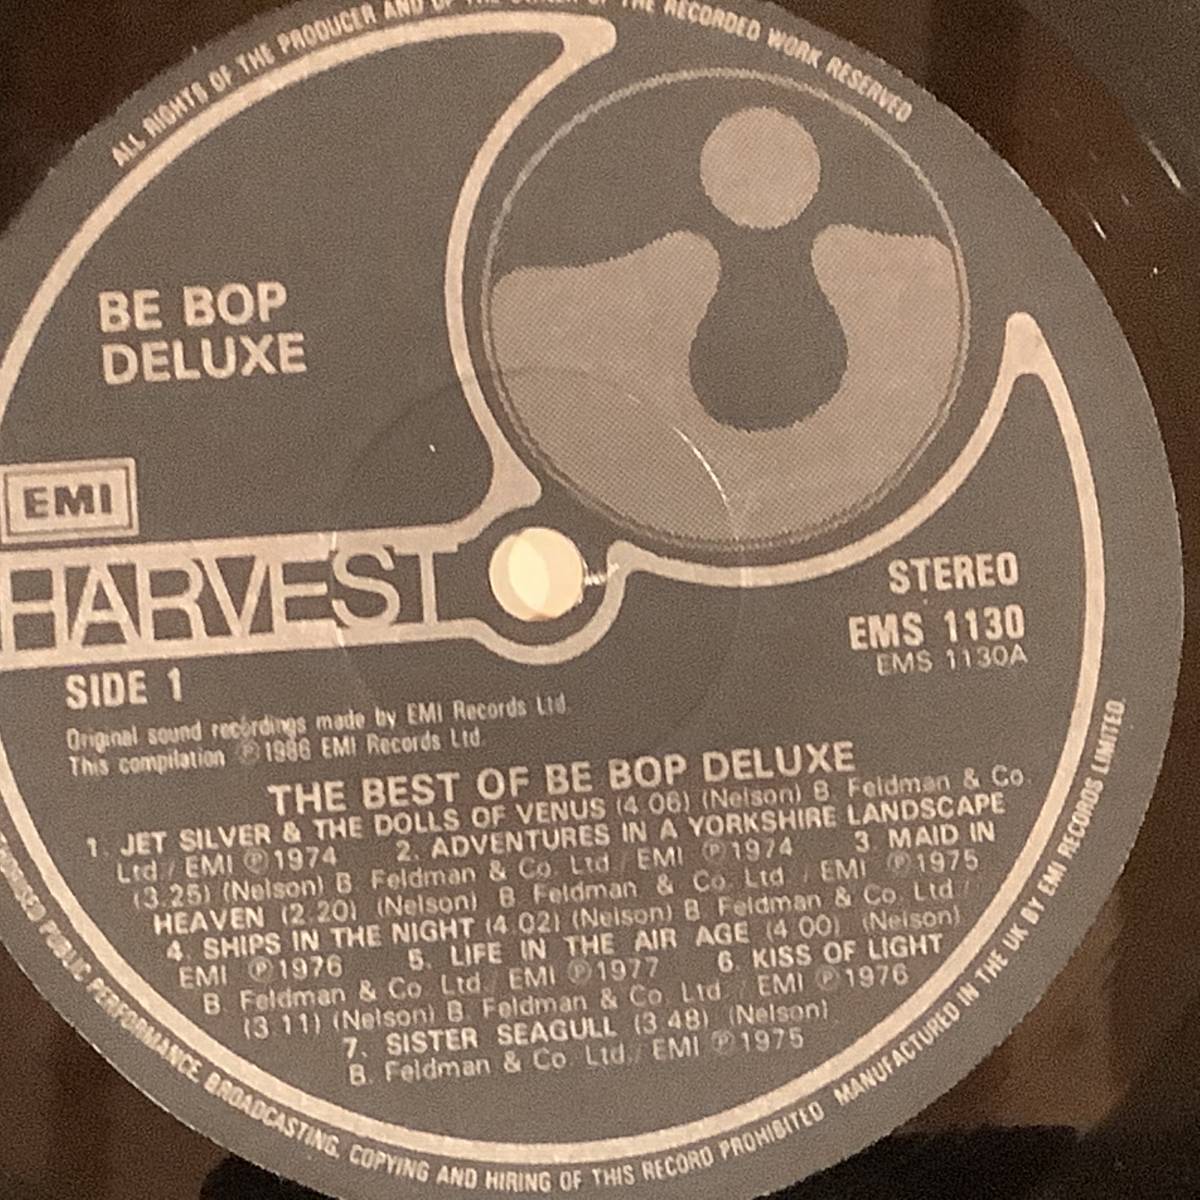 ALL RIGHTS OF THE PRODUCER AND OF THE OWNER OF THE RECORDED WORK RESERVED
BE BOP
DELUXE
EMI
HARVEST
STEREO
EMS 1130
EMS 1130A
SIDE 1
Original sound recordings made by EMI Records Ltd.
This compilation ℗1986 EMI Records Ltd.
THE BEST OF BE BOP DELUXE
1. JET SILVER & THE DOLLS OF VENUS (4.06) (Nelson) B. Feldman & Co.
Ltd./EMI ℗1974 2. ADVENTURES IN A YORKSHIRE LANDSCAPE
(3.25) (Nelson) B. Feldman & Co. Ltd./EMI ℗1974 3. MAID IN
HEAVEN (2.20) (Nelson) B. Feldman & Co. Ltd./EMI ℗1975
4. SHIPS IN THE NIGHT (4.02) (Nelson) B. Feldman & Co. Ltd./
EMI ℗1976 5. LIFE IN THE AIR AGE (4.00) (Nelson)
B. Feldman & Co. Ltd./EMI ℗1977 6. KISS OF LIGHT
(3.11) (Nelson) B. Feldman & Co. Ltd./EMI ℗1976
7. SISTER SEAGULL (3.48) (Nelson)
B. Feldman & Co. Ltd./EMI ℗1975
PUBLIC PERFORMANCE, BROADCASTING, COPYING AND HIRING OF THIS RECORD PROHIBITED MANUFACTURED IN THE UK BY EMI RECORDS LIMITED.